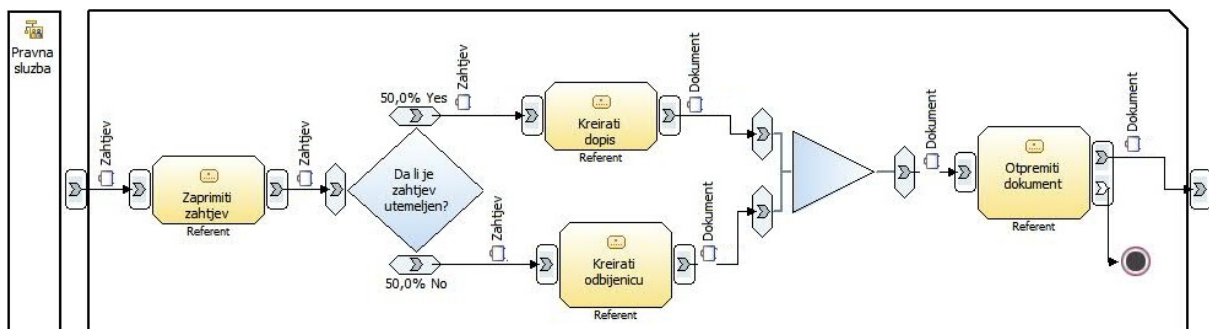 Pravna
sluzba
Zahtjev
Zaprimiti
zahtjev
Referent
Zahtjev
50,0% Yes
Da li je
zahtjev
utemeljen?
50,0% No
Zahtjev
Kreirati
dopis
Referent
Dokument
Zahtjev
Kreirati
odbijenicu
Referent
Dokument
Dokument
Otpremiti
dokument
Referent
Dokument